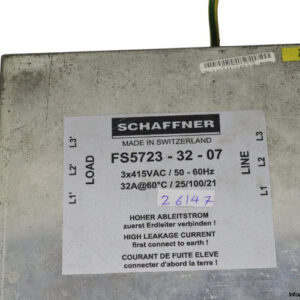 SCHAFFNER
MADE IN SWITZERLAND
FS5723 - 32 - 07
3x415VAC / 50 - 60Hz
32A@60°C / 25/100/21
26147
HOHER ABLEITSTROM
zuerst Erdleiter verbinden !
HIGH LEAKAGE CURRENT
first connect to earth !
COURANT DE FUITE ELEVE
connecter d'abord la terre !
LOAD
L1' L2' L3'
LINE
L1 L2 L3